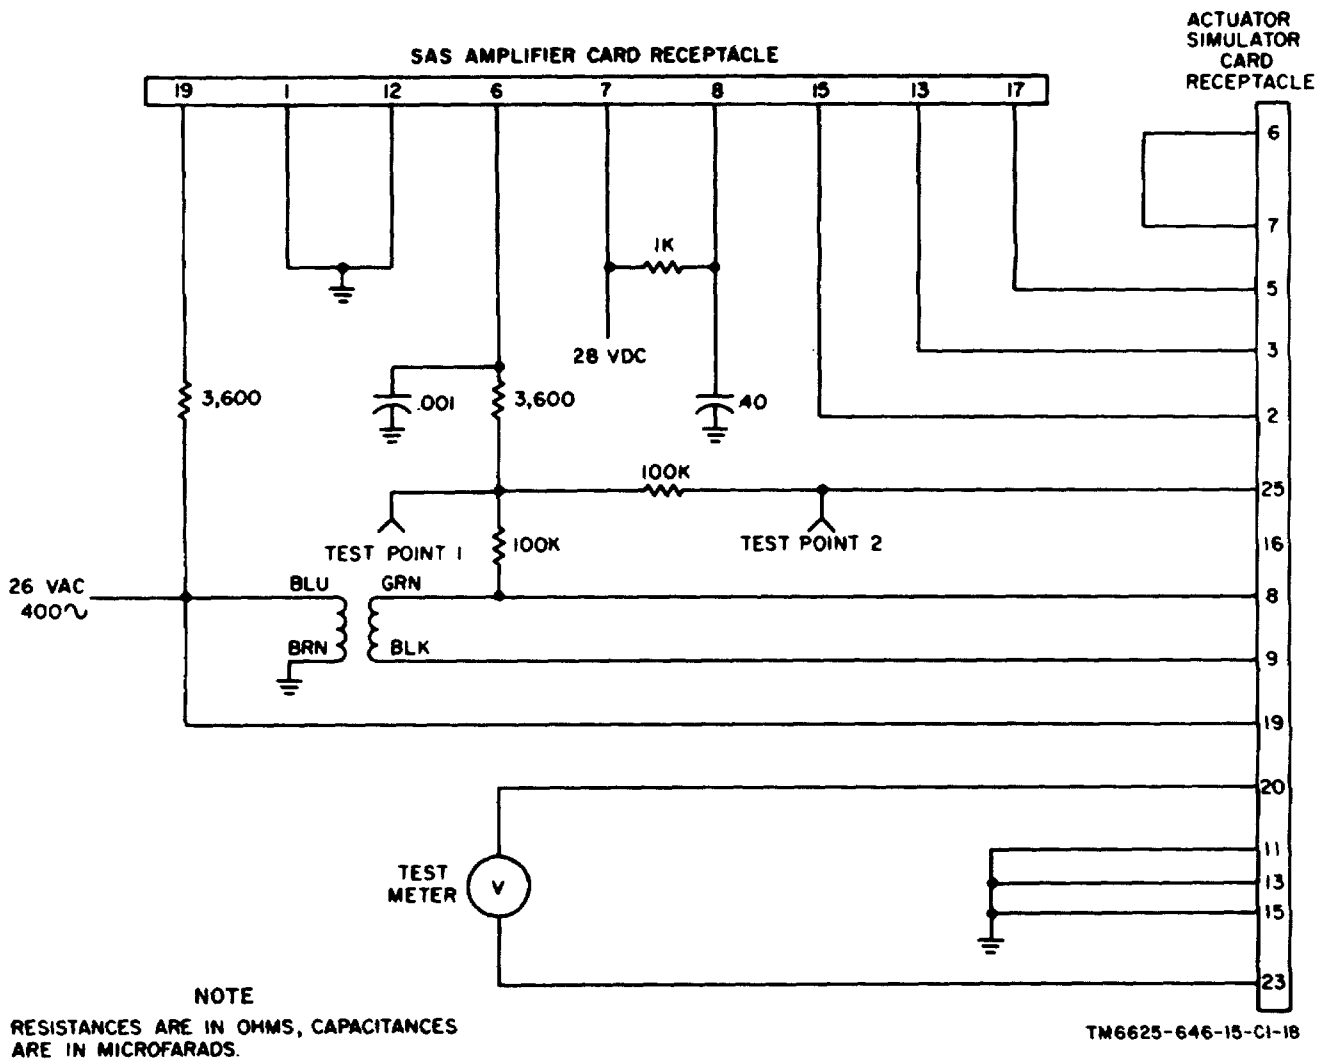 ACTUATOR
SIMULATOR
CARD
RECEPTACLE
SAS AMPLIFIER CARD RECEPTACLE
19 1 12 6 7 8 15 13 17
6
7
1K
5
28 VDC
3
3,600
.001
3,600
.40
2
100K
25
TEST POINT 1
100K
TEST POINT 2
16
26 VAC
400~
BLU
GRN
8
BRN
BLK
9
19
20
TEST
METER
V
11
13
15
23
NOTE
RESISTANCES ARE IN OHMS, CAPACITANCES
ARE IN MICROFARADS.
TM6625-646-15-C1-18